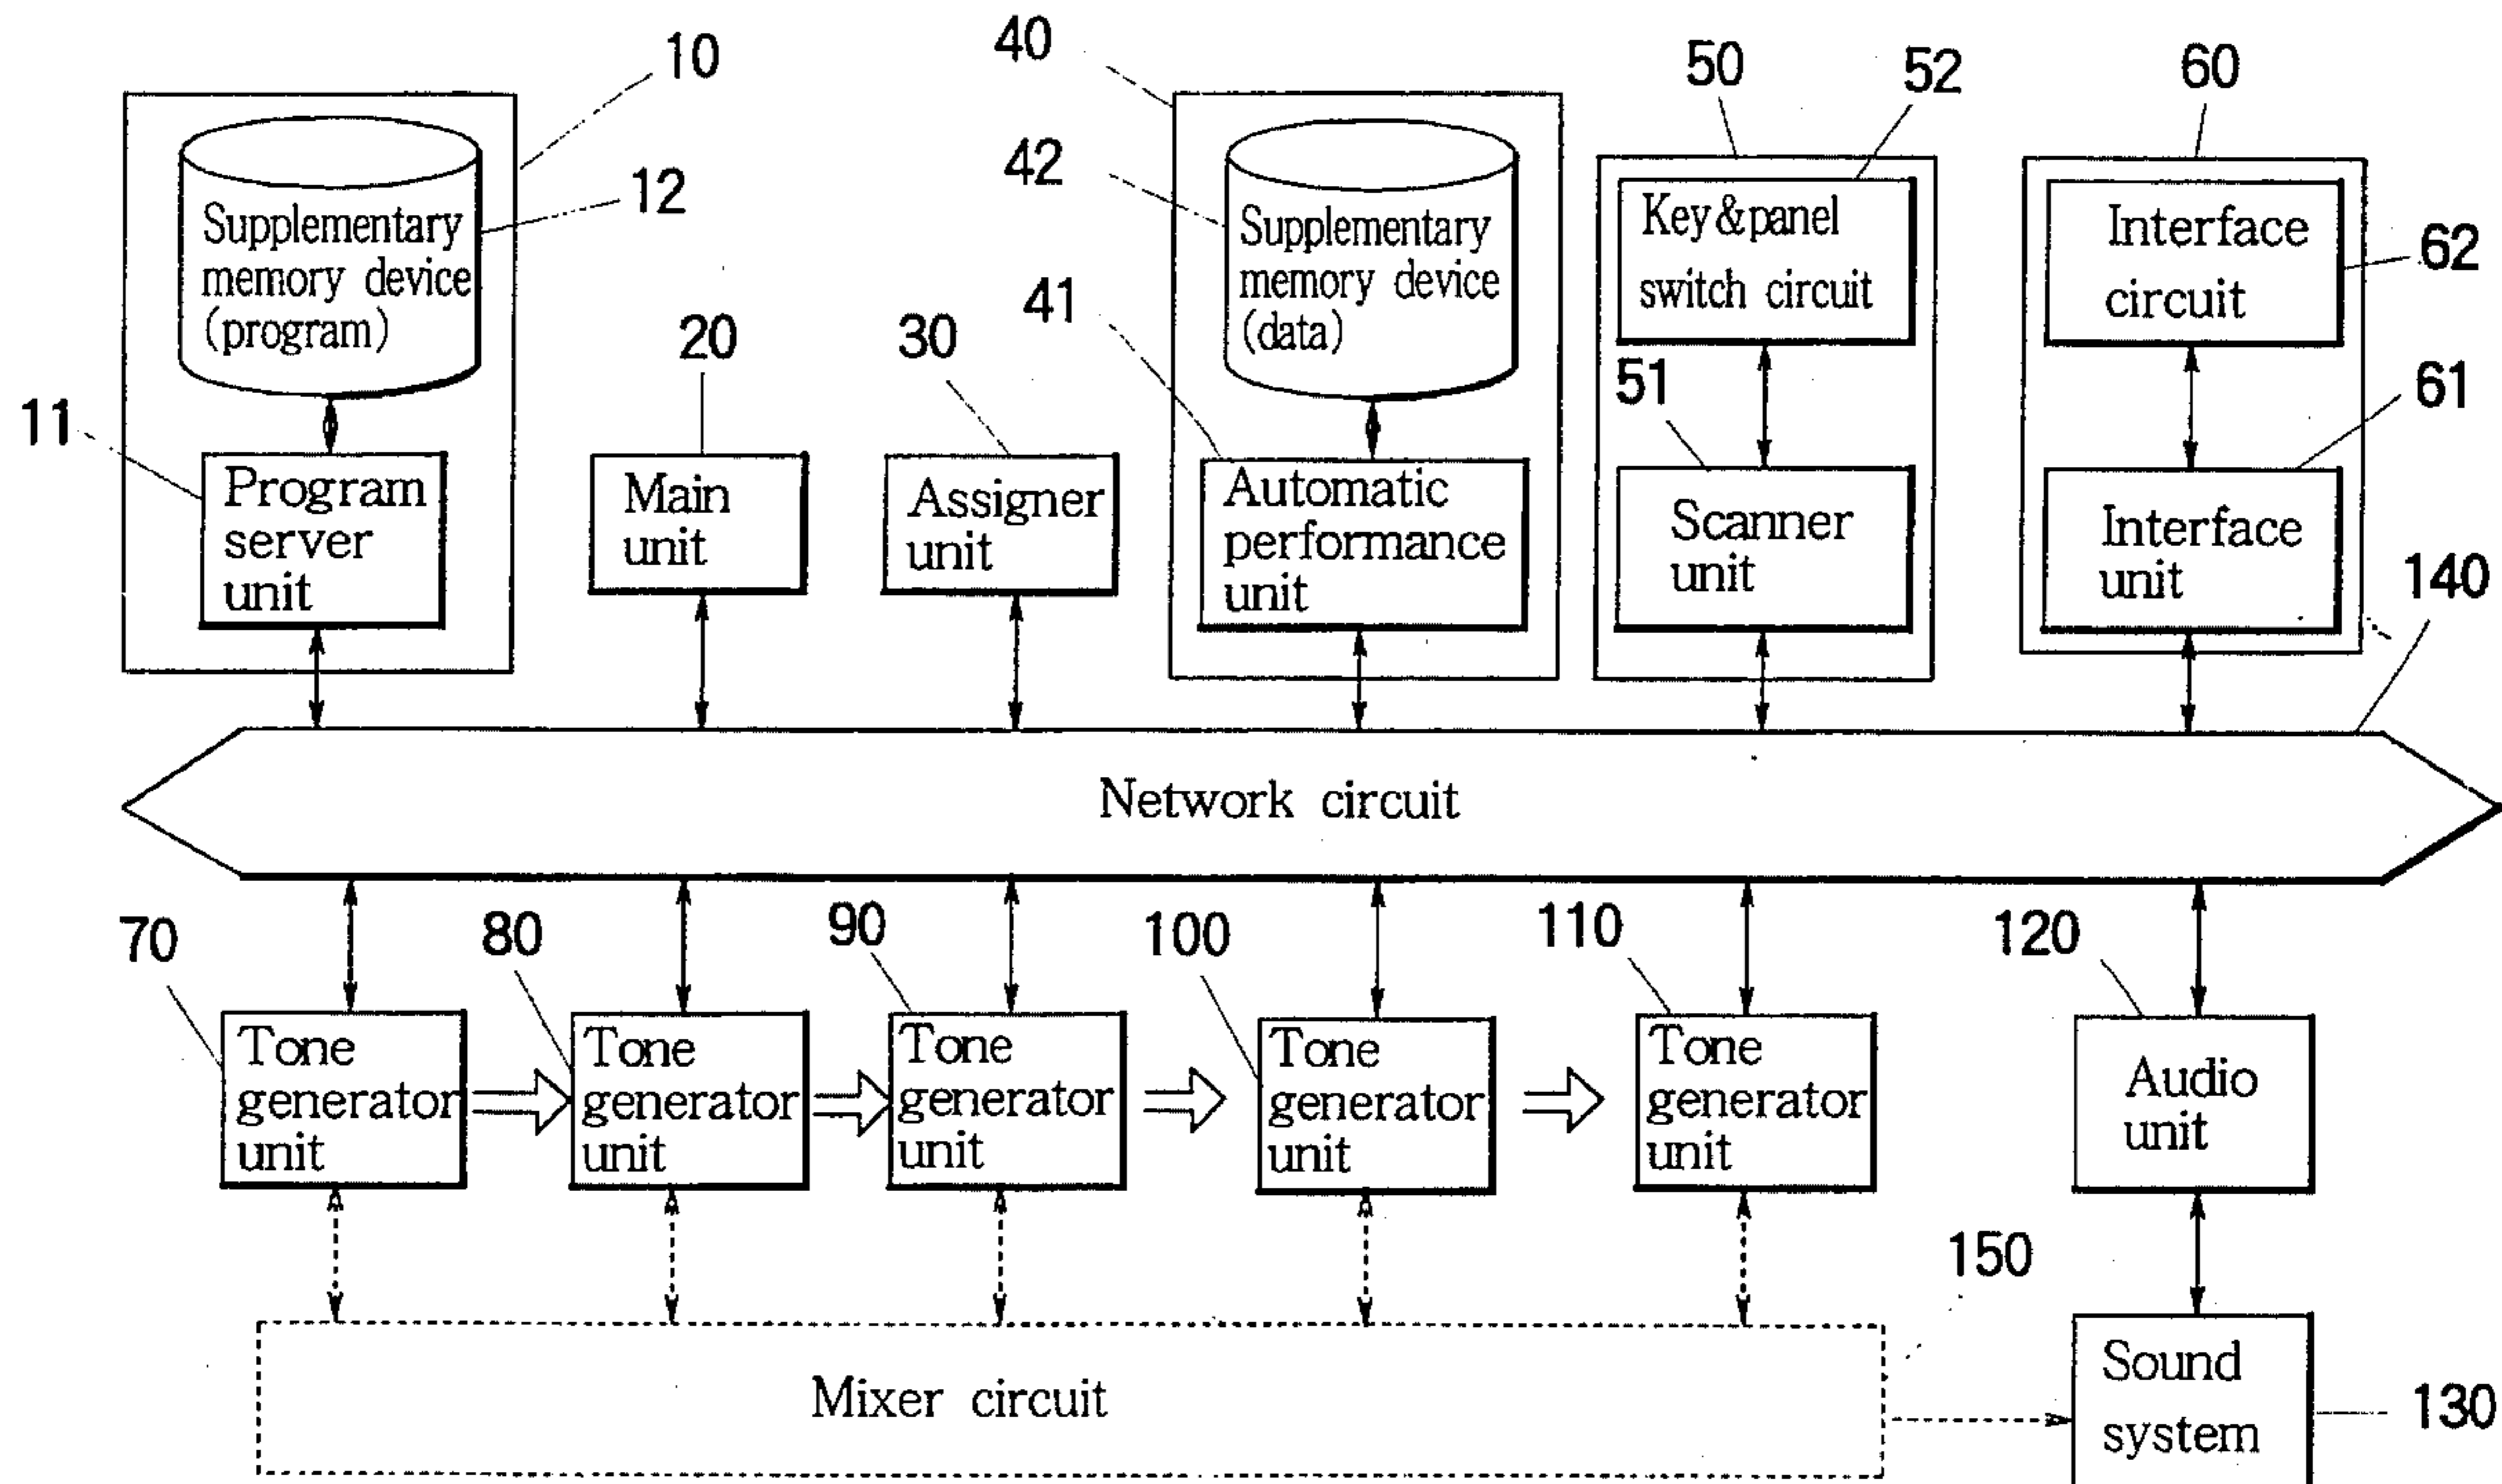 10
40
50
52
60
42
12
Supplementary
memory device
(program)
Supplementary
memory device
(data)
Key&panel
switch circuit
Interface
circuit
62
41
20
30
51
61
11
Program
server
unit
Main
unit
Assigner
unit
Automatic
performance
unit
Scanner
unit
Interface
unit
140
Network circuit
70
80
90
100
110
120
Tone
generator
unit
Tone
generator
unit
Tone
generator
unit
Tone
generator
unit
Tone
generator
unit
Audio
unit
150
Mixer circuit
Sound
system
130